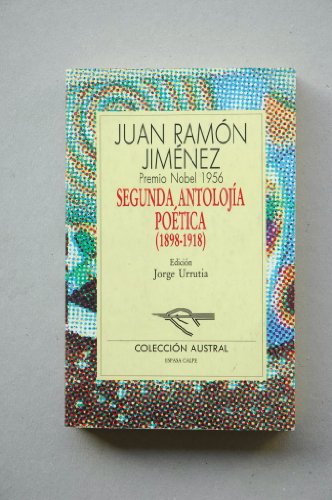 JUAN RAMÓN
JIMÉNEZ
Premio Nobel 1956
SEGUNDA ANTOLOJÍA
POÉTICA
(1898-1918)
Edición
Jorge Urrutia
COLECCIÓN AUSTRAL
ESPASA CALPE